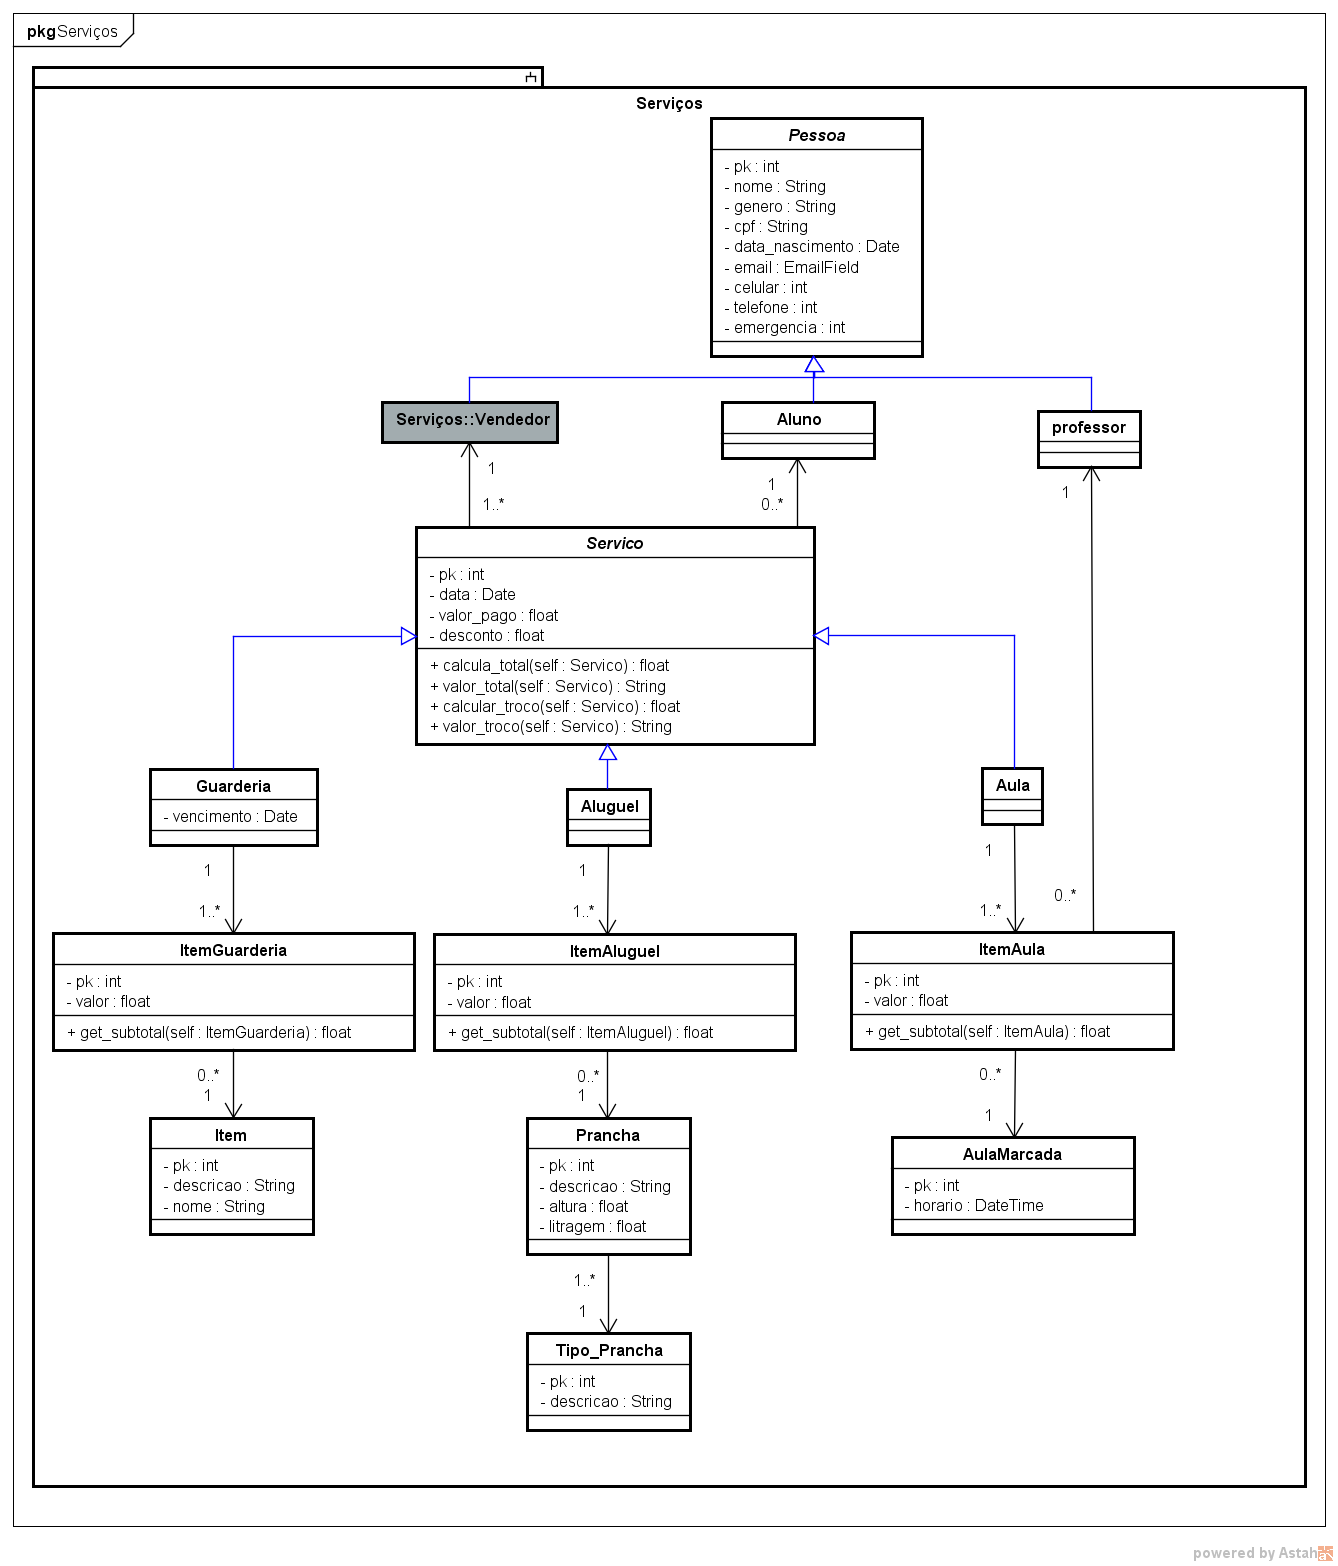 pkg Serviços
Serviços
Pessoa
- pk : int
- nome : String
- genero : String
- cpf : String
- data_nascimento : Date
- email : EmailField
- celular : int
- telefone : int
- emergencia : int
Serviços::Vendedor
Aluno
professor
1
1..*
1
0..*
1
Servico
- pk : int
- data : Date
- valor_pago : float
- desconto : float
+ calcula_total(self : Servico) : float
+ valor_total(self : Servico) : String
+ calcular_troco(self : Servico) : float
+ valor_troco(self : Servico) : String
Guarderia
- vencimento : Date
Aluguel
Aula
1
1..*
1
1..*
1
1..*
0..*
ItemGuarderia
- pk : int
- valor : float
+ get_subtotal(self : ItemGuarderia) : float
ItemAluguel
- pk : int
- valor : float
+ get_subtotal(self : ItemAluguel) : float
ItemAula
- pk : int
- valor : float
+ get_subtotal(self : ItemAula) : float
0..*
1
0..*
1
0..*
1
Item
- pk : int
- descricao : String
- nome : String
Prancha
- pk : int
- descricao : String
- altura : float
- litragem : float
AulaMarcada
- pk : int
- horario : DateTime
1..*
1
Tipo_Prancha
- pk : int
- descricao : String
powered by Astah